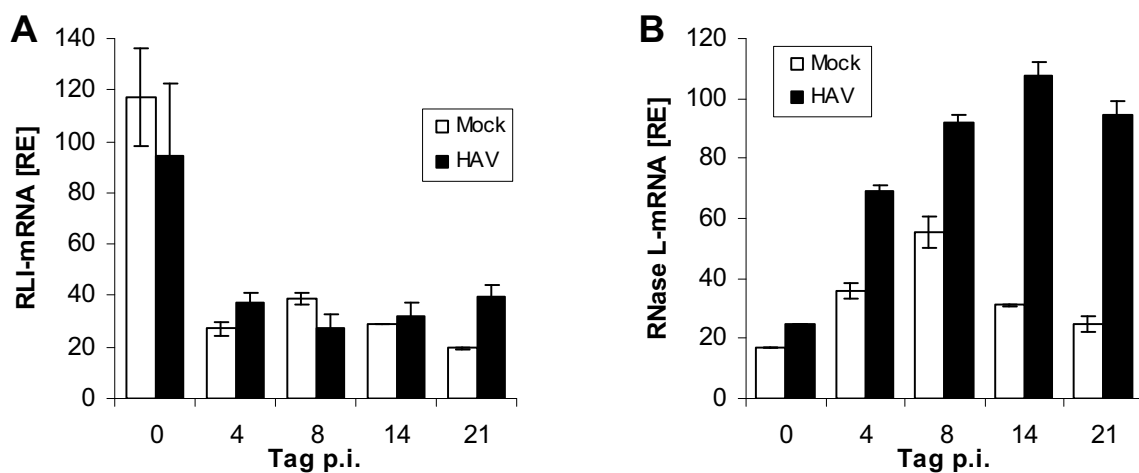 A
RLI-mRNA [RE]
140
120
100
80
60
40
20
0
Mock
HAV
0 4 8 14 21
Tag p.i.
B
RNase L-mRNA [RE]
120
100
80
60
40
20
0
Mock
HAV
0 4 8 14 21
Tag p.i.